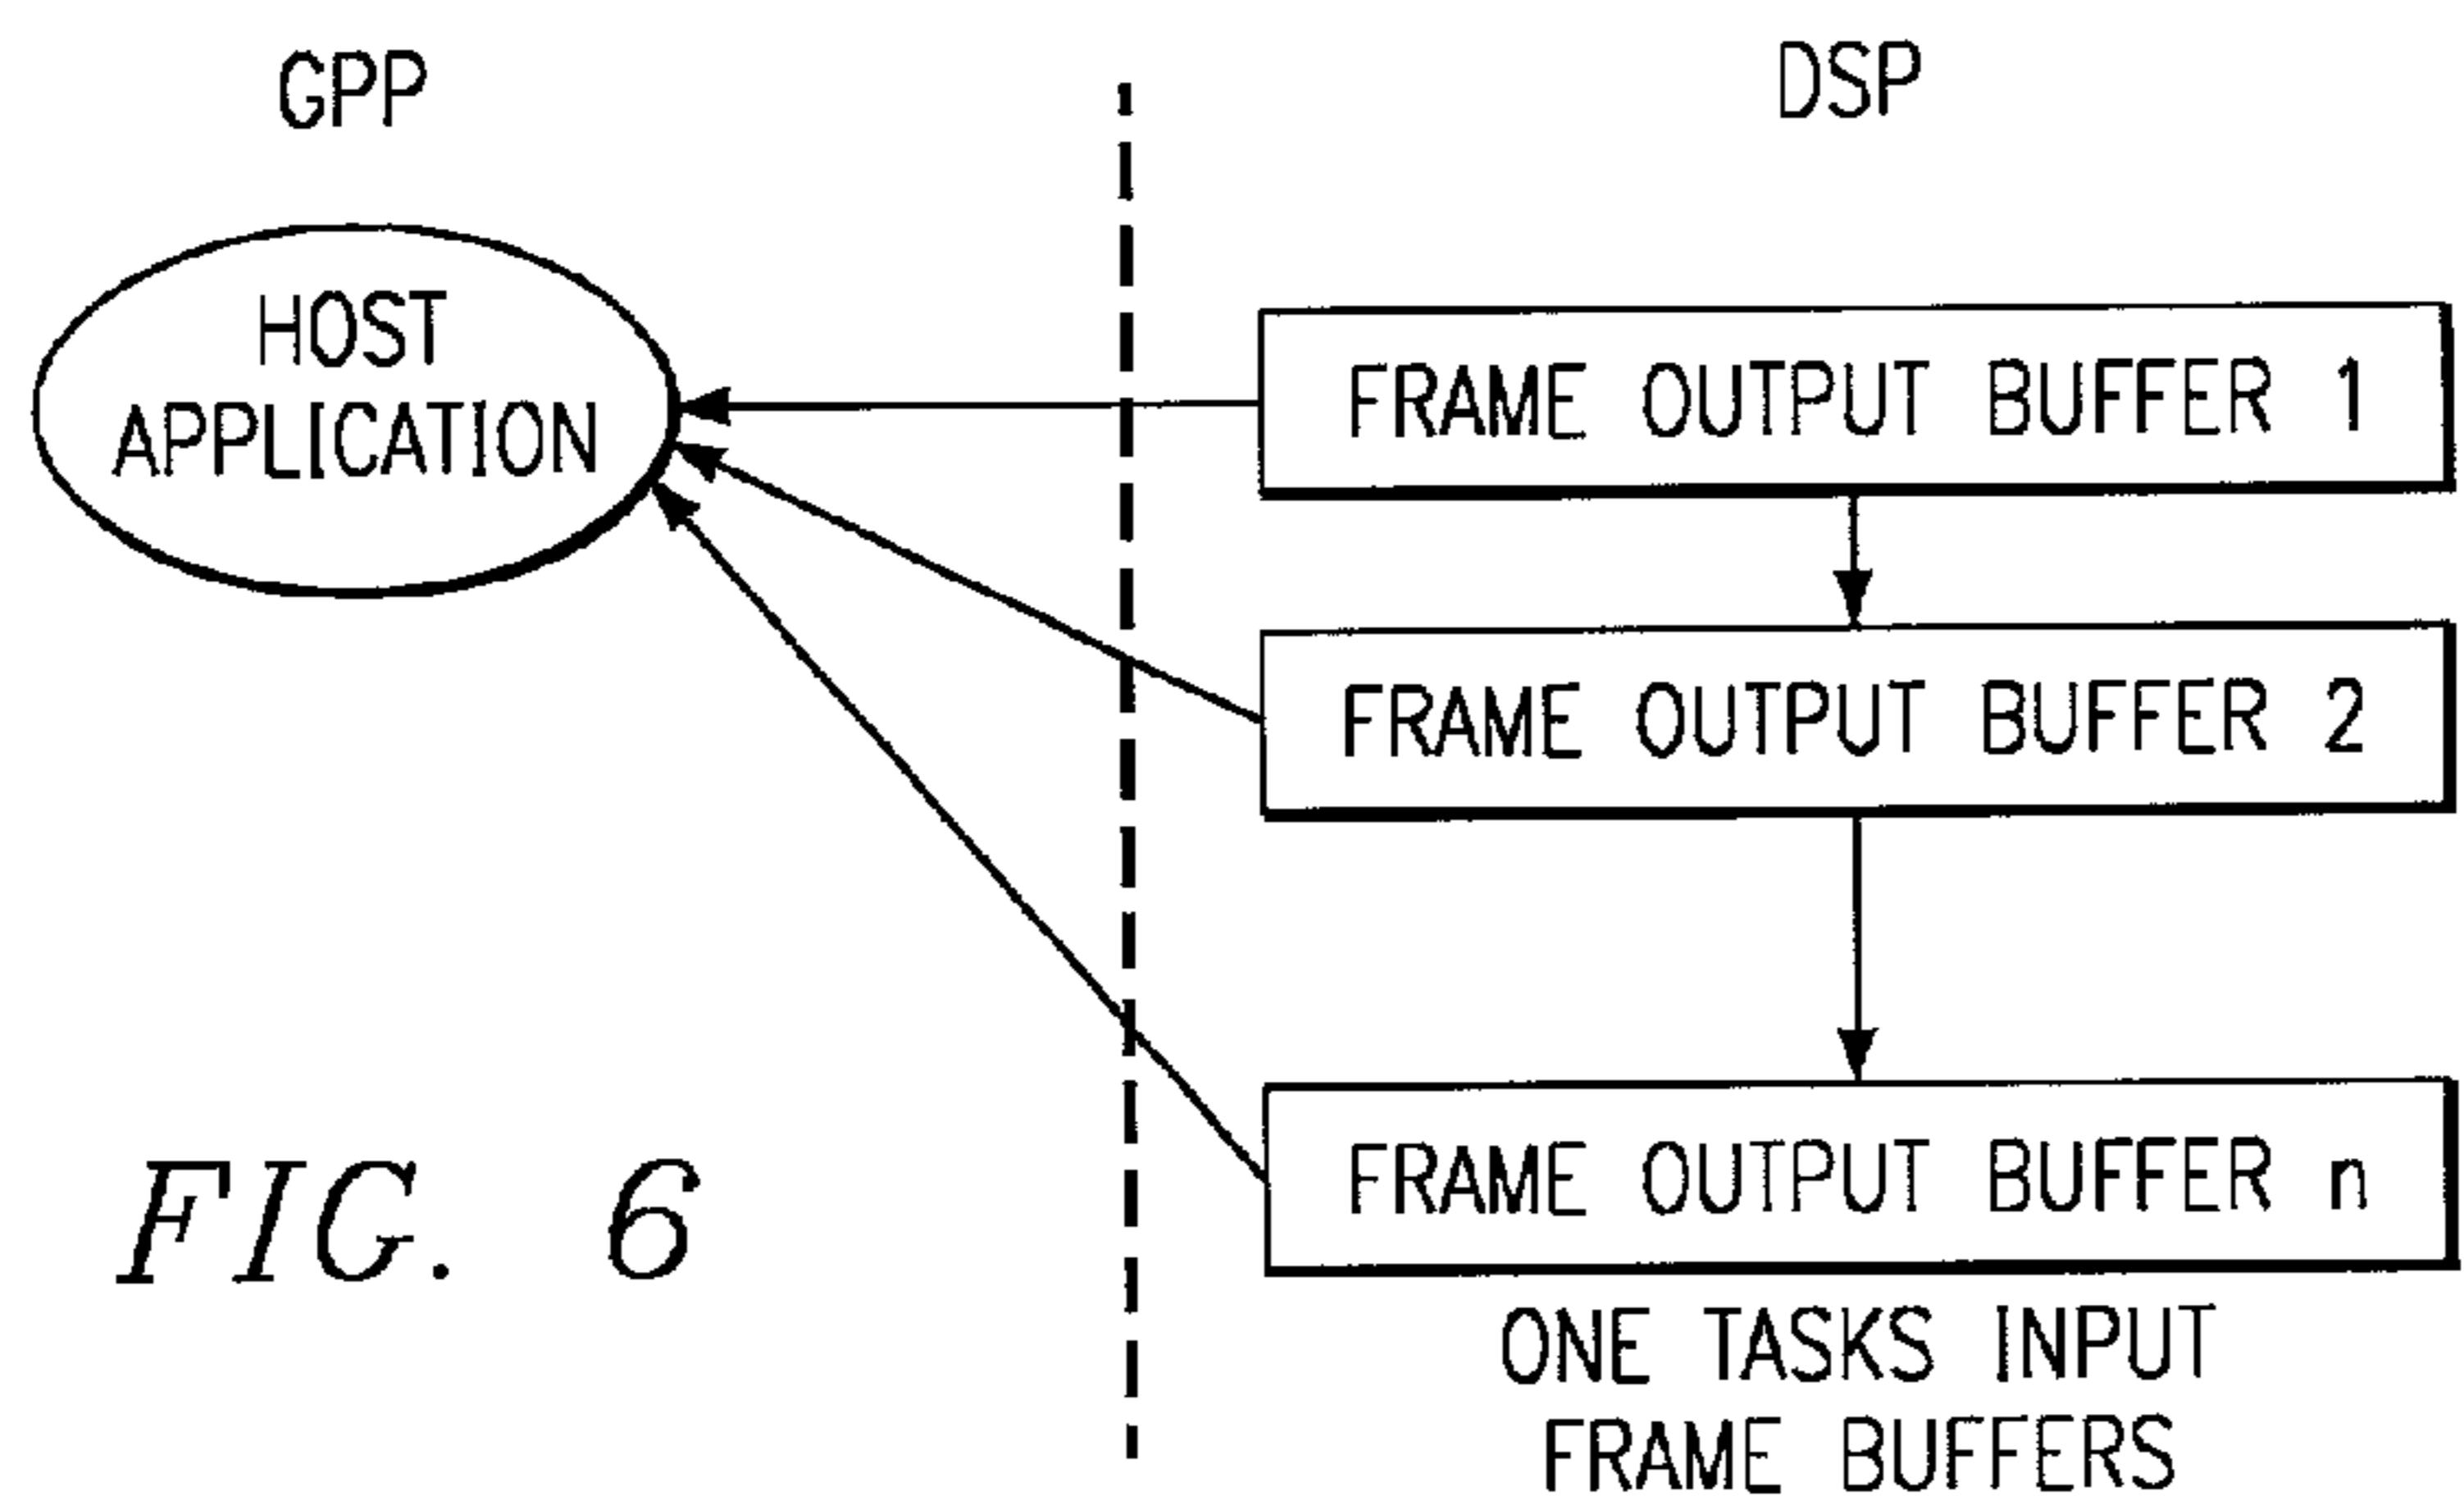 GPP
DSP
HOST
APPLICATION
FRAME OUTPUT BUFFER 1
FRAME OUTPUT BUFFER 2
FRAME OUTPUT BUFFER n
ONE TASKS INPUT
FRAME BUFFERS
FIG. 6